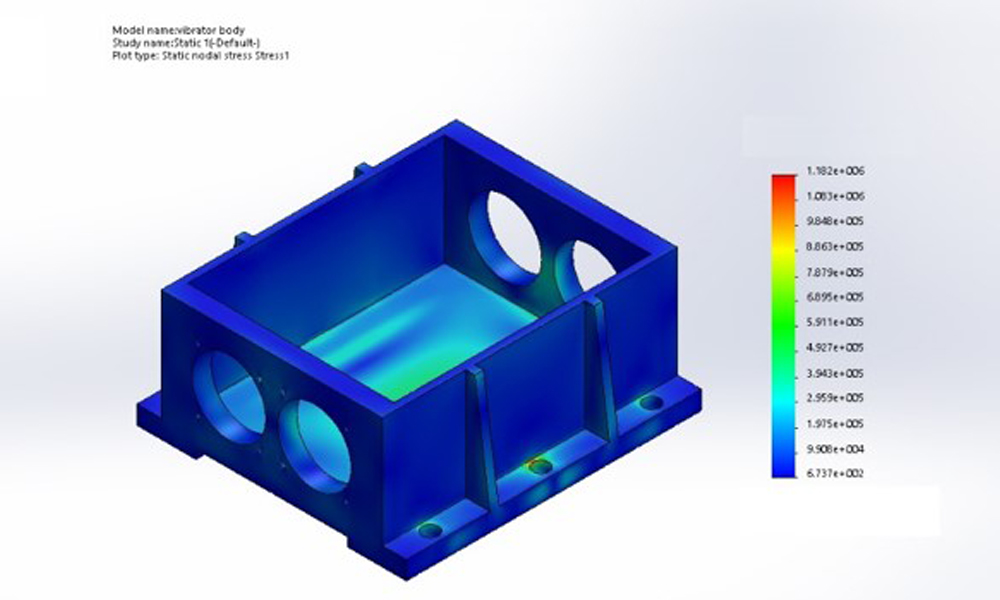 Model name:vibrator body
Study name:Static 1(-Default-)
Plot type: Static nodal stress Stress1
1.182e+006
1.083e+006
9.848e+005
8.863e+005
7.879e+005
6.895e+005
5.911e+005
4.927e+005
3.943e+005
2.959e+005
1.975e+005
9.908e+004
6.737e+002